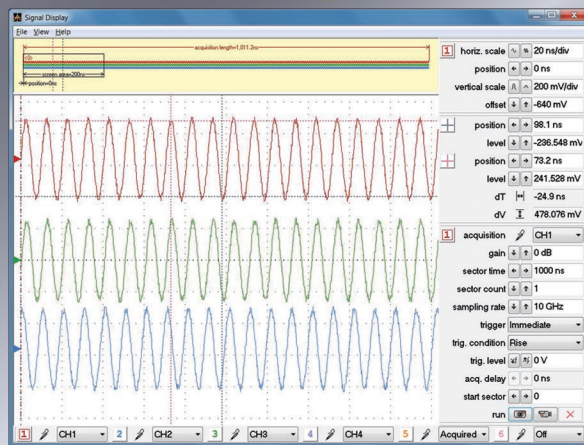 Signal Display
File View Help
acquisition length=1,011.2ns
t0s
screen area=200ns
position=0ns
1 horiz. scale 20 ns/div
position 0 ns
vertical scale 200 mV/div
offset -640 mV
position 98.1 ns
level -236.548 mV
position 73.2 ns
level 241.528 mV
dT -24.9 ns
dV 478.076 mV
1 acquisition CH1
gain 0 dB
sector time 1000 ns
sector count 1
sampling rate 10 GHz
trigger Immediate
trig. condition Rise
trig. level 0 V
acq. delay 0 ns
start sector 0
run
1 CH1 2 CH2 3 CH3 4 CH4 5 Acquired 6 Off